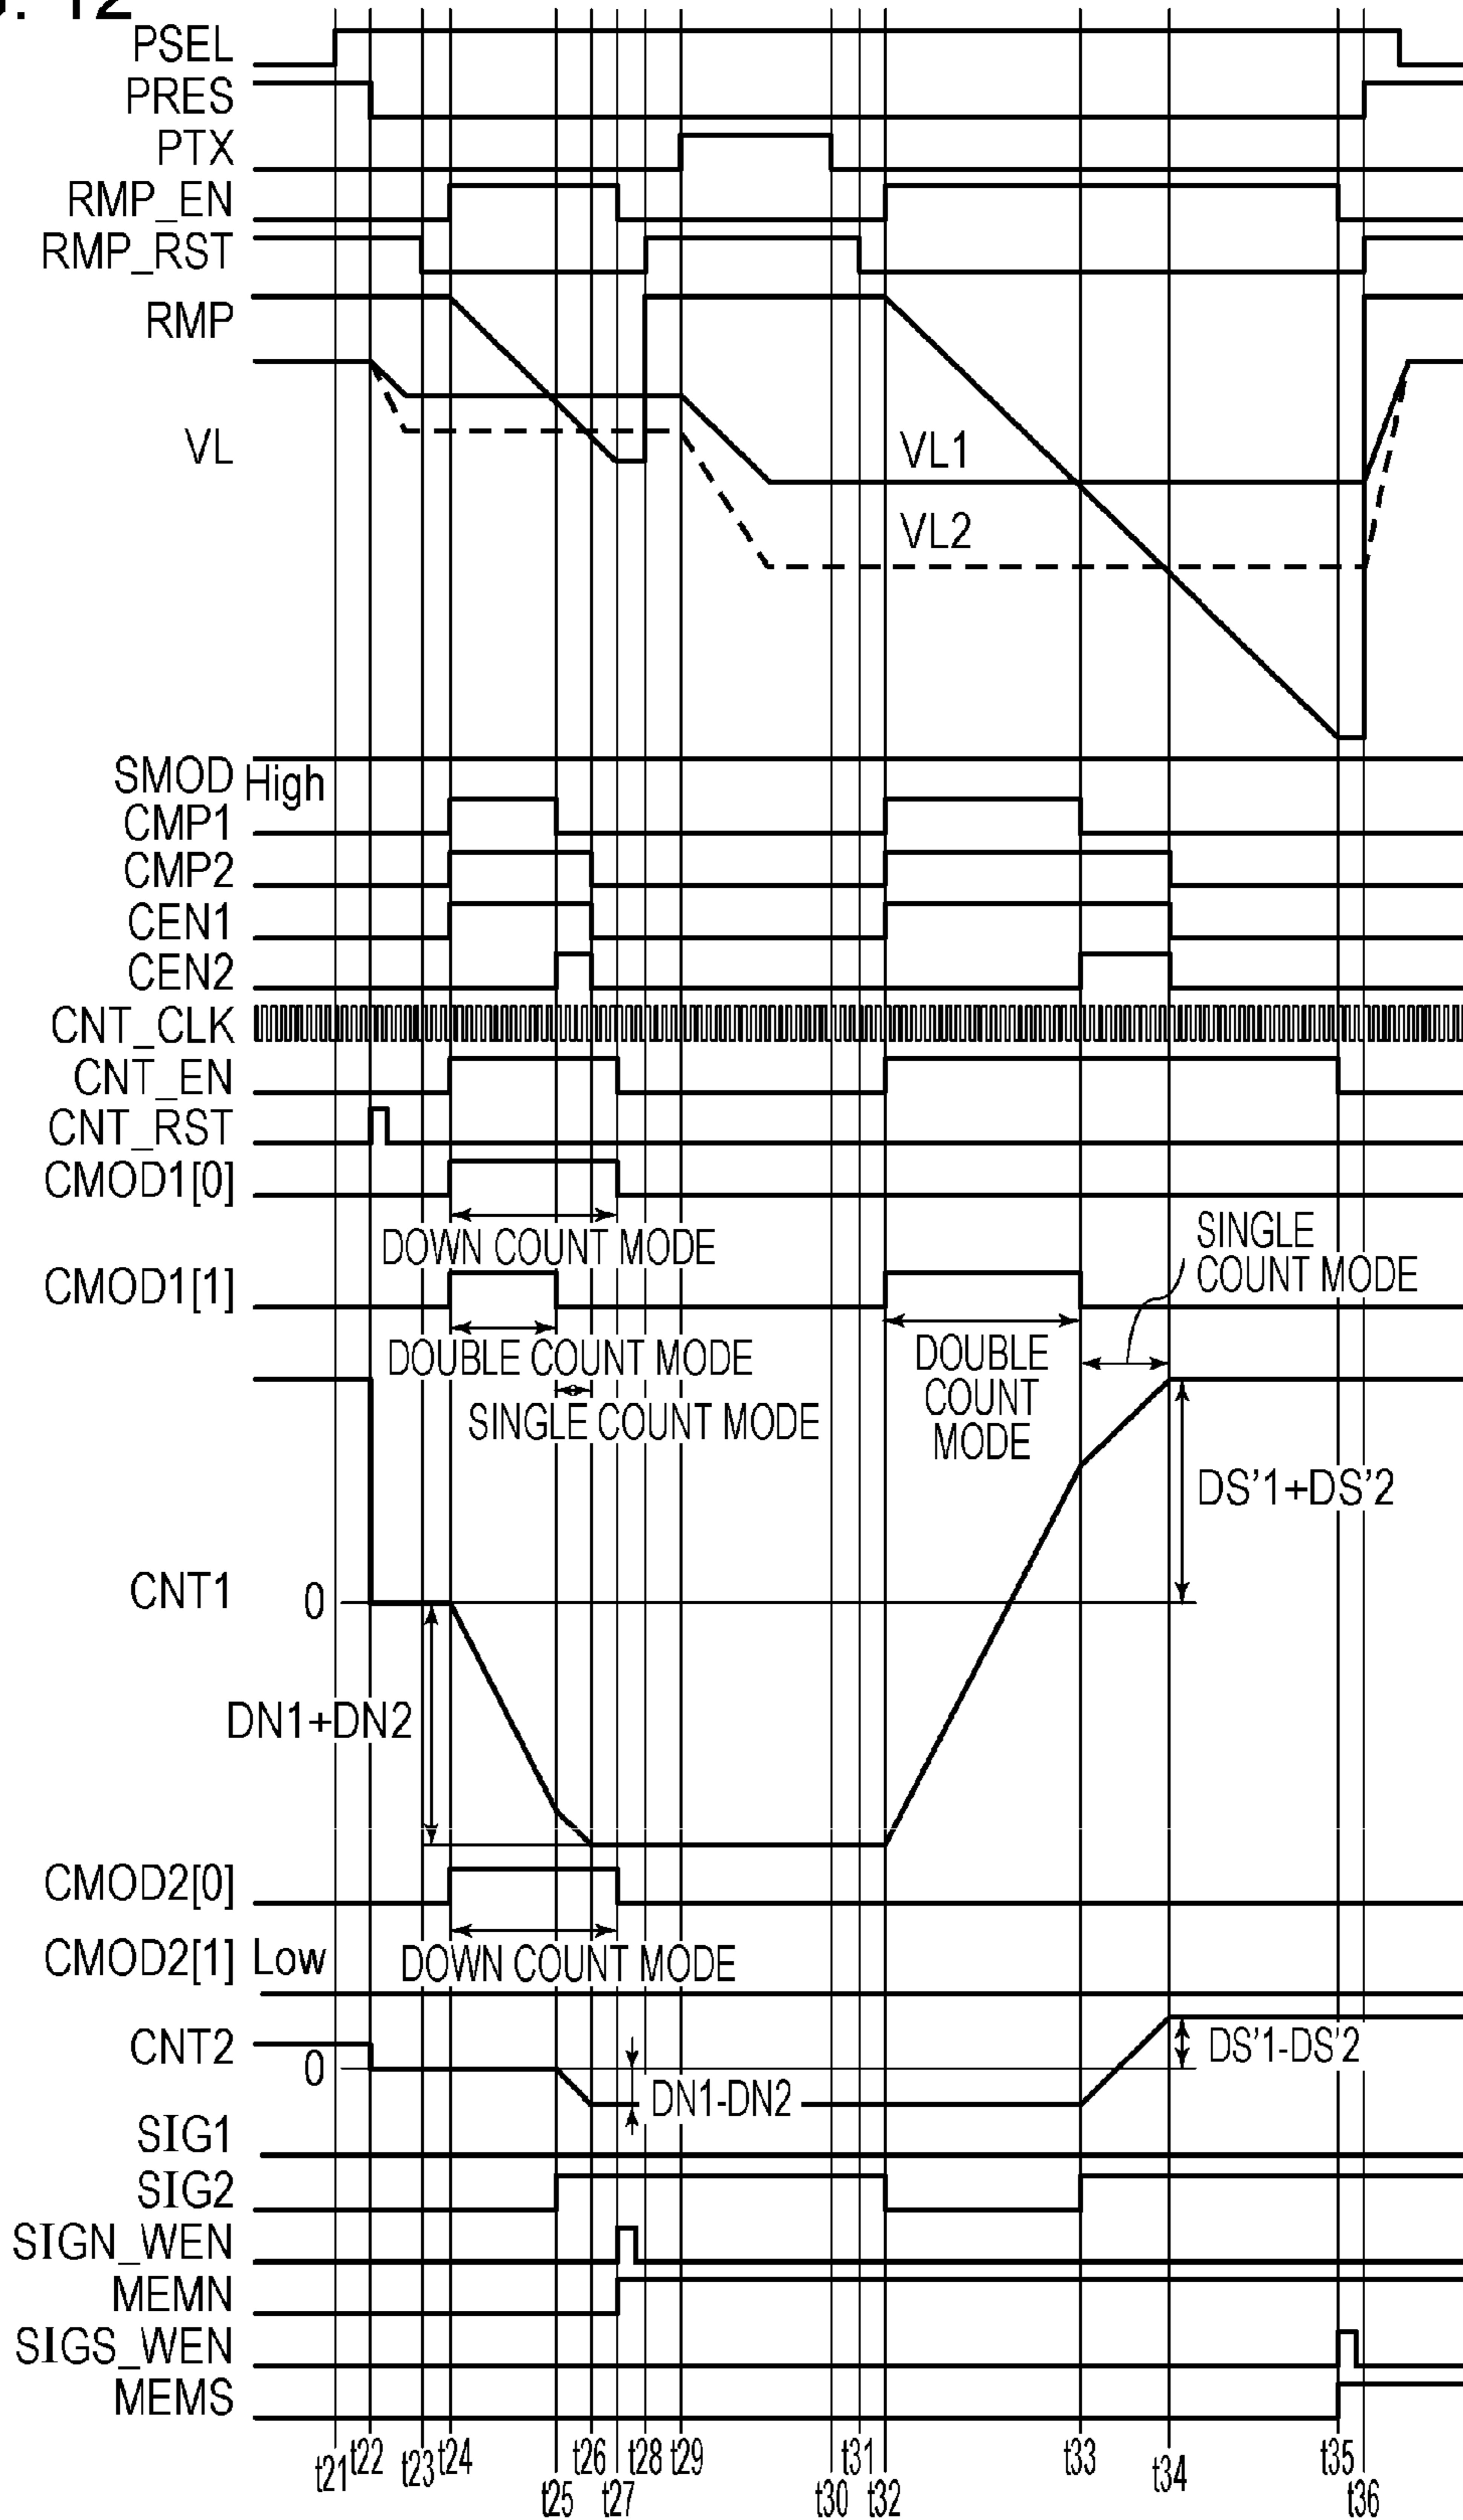 12
PSEL
PRES
PTX
RMP_EN
RMP_RST
RMP
VL
VL1
VL2
SMOD High
CMP1
CMP2
CEN1
CEN2
CNT_CLK
CNT_EN
CNT_RST
CMOD1[0]
DOWN COUNT MODE
SINGLE
COUNT MODE
CMOD1[1]
DOUBLE COUNT MODE
SINGLE COUNT MODE
DOUBLE
COUNT
MODE
DS'1+DS'2
CNT1 0
DN1+DN2
CMOD2[0]
DOWN COUNT MODE
CMOD2[1] Low
CNT2 0
DS'1-DS'2
DN1-DN2
SIG1
SIG2
SIGN_WEN
MEMN
SIGS_WEN
MEMS
t21 t22 t23 t24 t25 t26 t27 t28 t29 t30 t31 t32 t33 t34 t35 t36